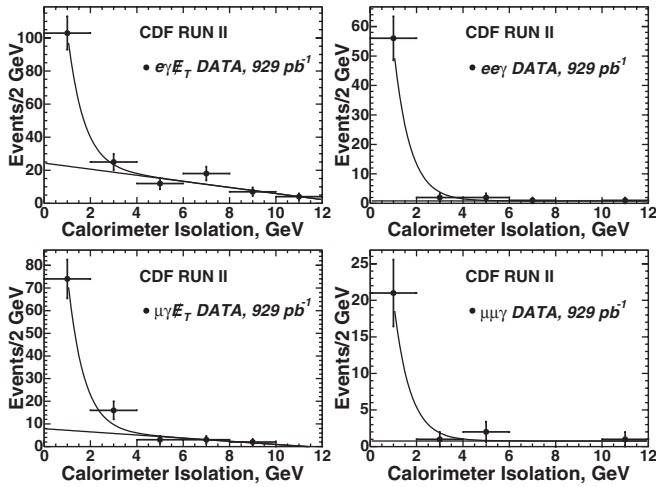 CDF RUN II
eγE̸_T DATA, 929 pb⁻¹
Events/2 GeV
100
80
60
40
20
0
0 2 4 6 8 10 12
Calorimeter Isolation, GeV
CDF RUN II
eeγ DATA, 929 pb⁻¹
Events/2 GeV
60
50
40
30
20
10
0
0 2 4 6 8 10 12
Calorimeter Isolation, GeV
CDF RUN II
μγE̸_T DATA, 929 pb⁻¹
Events/2 GeV
80
70
60
50
40
30
20
10
0
0 2 4 6 8 10 12
Calorimeter Isolation, GeV
CDF RUN II
μμγ DATA, 929 pb⁻¹
Events/2 GeV
25
20
15
10
5
0
0 2 4 6 8 10 12
Calorimeter Isolation, GeV